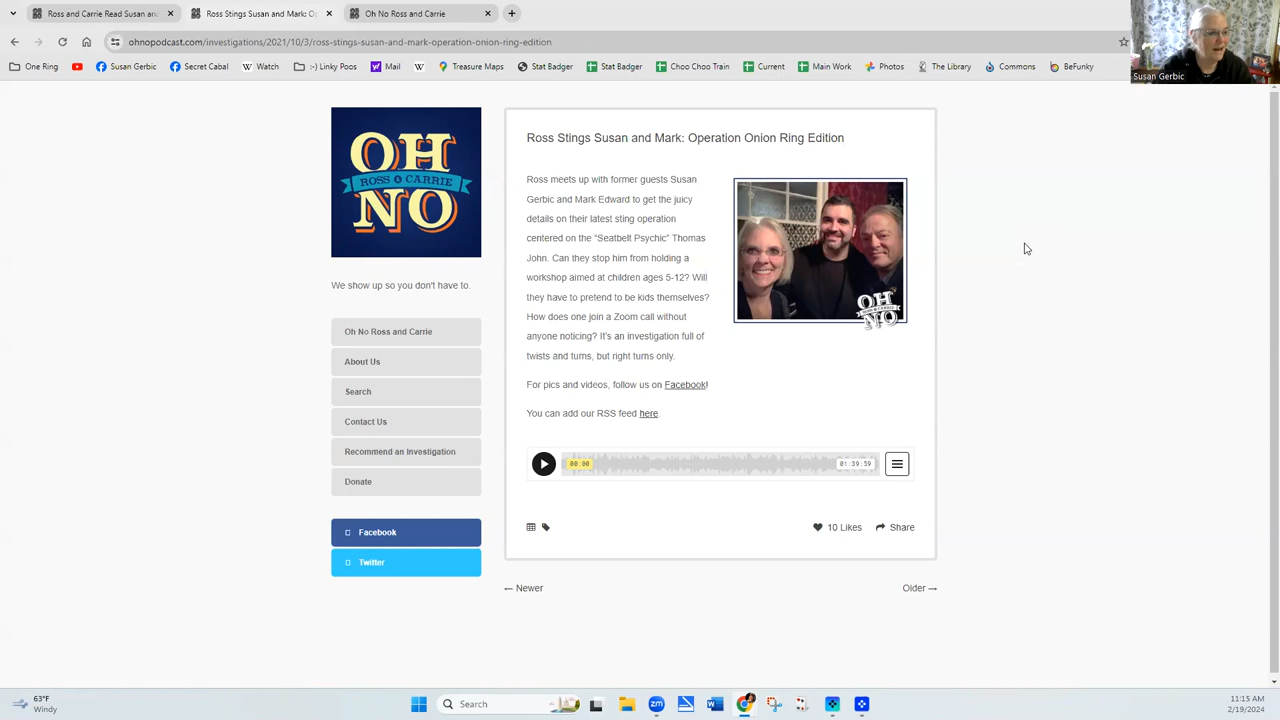 Ross and Carrie Read Susan and
Ross Stings Susan and Mark: Op
Oh No Ross and Carrie
ohnopodcast.com/investigations/2021/10/3/ross-stings-susan-and-mark-operation-onion-ring-edition
One Ring
Susan Gerbic
Secret Cabal
Watch
:-) Linky Poos
Mail
Treasure Maps
Stat Badger
Stat Badger
Choo Choo Train
Current
Main Work
Photos
The Library
Commons
BeFunky
Susan Gerbic
OH
ROSS & CARRIE
NO
We show up so you don't have to.
Oh No Ross and Carrie
About Us
Search
Contact Us
Recommend an Investigation
Donate
Facebook
Twitter
Ross Stings Susan and Mark: Operation Onion Ring Edition
Ross meets up with former guests Susan
Gerbic and Mark Edward to get the juicy
details on their latest sting operation
centered on the “Seatbelt Psychic” Thomas
John. Can they stop him from holding a
workshop aimed at children ages 5-12? Will
they have to pretend to be kids themselves?
How does one join a Zoom call without
anyone noticing? It’s an investigation full of
twists and turns, but right turns only.
OH
NO
For pics and videos, follow us on Facebook!
You can add our RSS feed here.
00:00
01:39:59
10 Likes
Share
← Newer
Older →
63°F
Windy
Search
zm
W
11:15 AM
2/19/2024